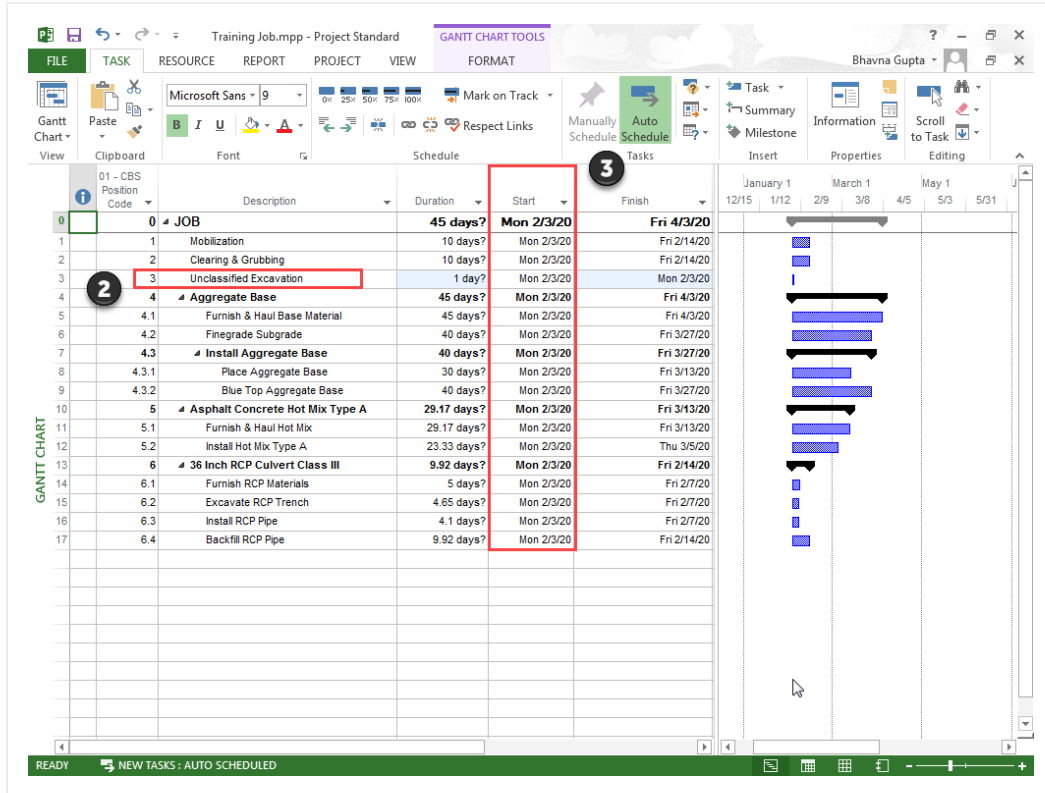 Training Job.mpp - Project Standard
GANTT CHART TOOLS
?
FILE TASK RESOURCE REPORT PROJECT VIEW FORMAT
Bhavna Gupta
Gantt Chart
Paste
Microsoft Sans 9
B I U A
0% 25% 50% 75% 100%
Mark on Track
Respect Links
Manually Schedule
Auto Schedule
Task
Summary
Milestone
Information
Scroll to Task
View Clipboard Font Schedule Tasks Insert Properties Editing
3
01 - CBS Position Code Description Duration Start Finish
January 1 March 1 May 1 J
12/15 1/12 2/9 3/8 4/5 5/3 5/31
0 0 JOB 45 days? Mon 2/3/20 Fri 4/3/20
1 1 Mobilization 10 days? Mon 2/3/20 Fri 2/14/20
2 2 Clearing & Grubbing 10 days? Mon 2/3/20 Fri 2/14/20
3 3 Unclassified Excavation 1 day? Mon 2/3/20 Mon 2/3/20
2
4 4 Aggregate Base 45 days? Mon 2/3/20 Fri 4/3/20
5 4.1 Furnish & Haul Base Material 45 days? Mon 2/3/20 Fri 4/3/20
6 4.2 Finegrade Subgrade 40 days? Mon 2/3/20 Fri 3/27/20
7 4.3 Install Aggregate Base 40 days? Mon 2/3/20 Fri 3/27/20
8 4.3.1 Place Aggregate Base 30 days? Mon 2/3/20 Fri 3/13/20
9 4.3.2 Blue Top Aggregate Base 40 days? Mon 2/3/20 Fri 3/27/20
10 5 Asphalt Concrete Hot Mix Type A 29.17 days? Mon 2/3/20 Fri 3/13/20
11 5.1 Furnish & Haul Hot Mix 29.17 days? Mon 2/3/20 Fri 3/13/20
12 5.2 Install Hot Mix Type A 23.33 days? Mon 2/3/20 Thu 3/5/20
13 6 36 Inch RCP Culvert Class III 9.92 days? Mon 2/3/20 Fri 2/14/20
14 6.1 Furnish RCP Materials 5 days? Mon 2/3/20 Fri 2/7/20
15 6.2 Excavate RCP Trench 4.65 days? Mon 2/3/20 Fri 2/7/20
16 6.3 Install RCP Pipe 4.1 days? Mon 2/3/20 Fri 2/7/20
17 6.4 Backfill RCP Pipe 9.92 days? Mon 2/3/20 Fri 2/14/20
GANTT CHART
READY NEW TASKS : AUTO SCHEDULED